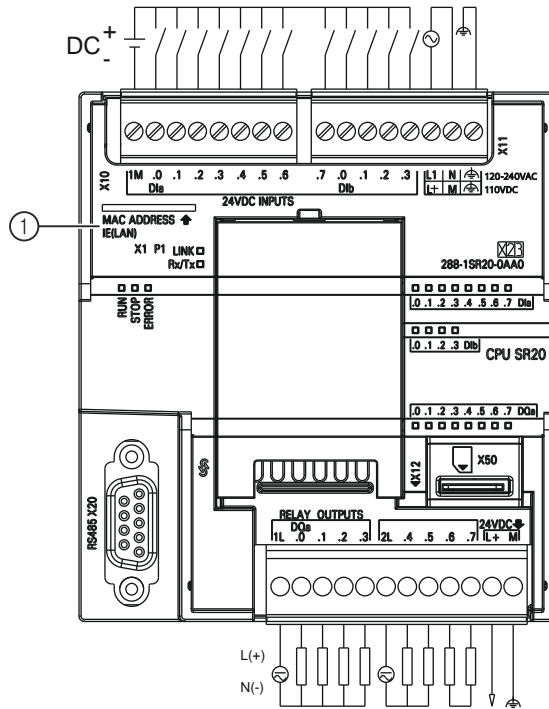 DC + -
X10
X11
1M .0 .1 .2 .3 .4 .5 .6 .7 .0 .1 .2 .3 L1 N 120-240VAC
DIa DIb L+ M 110VDC
24VDC INPUTS
1
MAC ADDRESS
IE(LAN)
X1 P1 LINK
Rx/Tx
X 2 3
288-1SR20-0AA0
RUN
STOP
ERROR
.0 .1 .2 .3 .4 .5 .6 .7 DIa
.0 .1 .2 .3 DIb
CPU SR20
.0 .1 .2 .3 .4 .5 .6 .7 DQa
X12
X50
RS485 X20
RELAY OUTPUTS
DQa 24VDC
1L .0 .1 .2 .3 2L .4 .5 .6 .7 L+ M
L(+)
N(-)